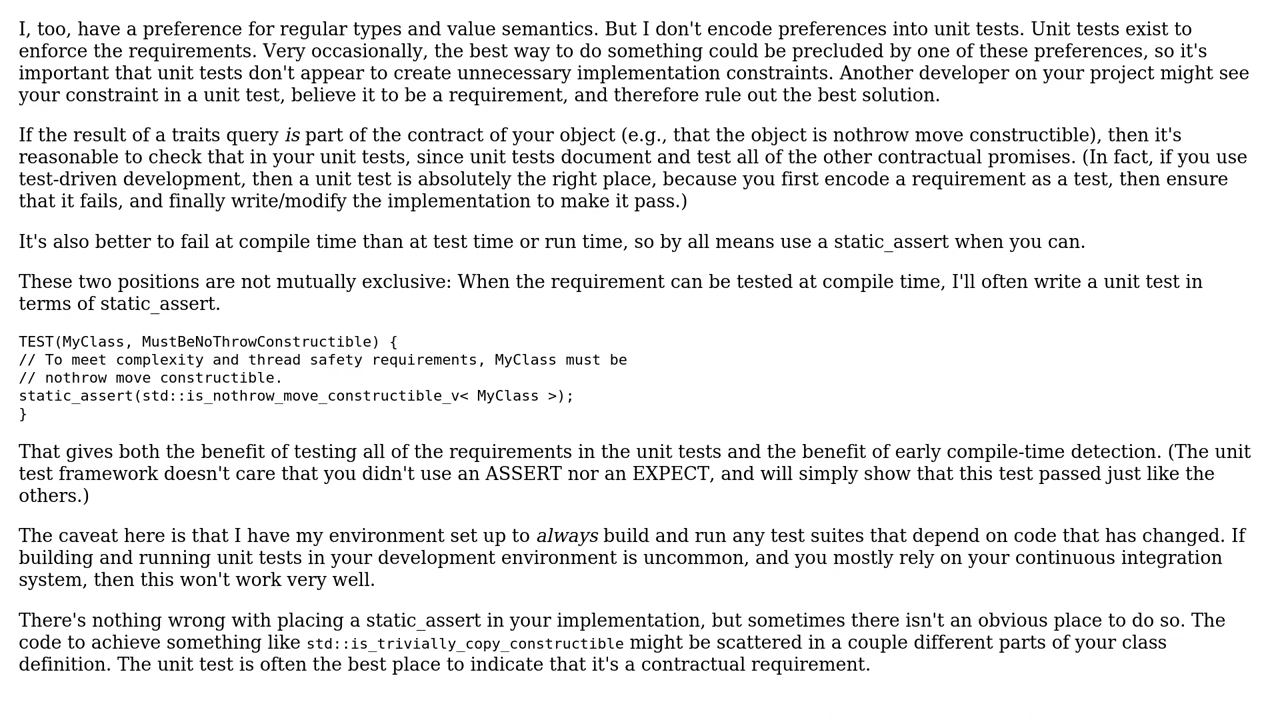 I, too, have a preference for regular types and value semantics. But I don't encode preferences into unit tests. Unit tests exist to
enforce the requirements. Very occasionally, the best way to do something could be precluded by one of these preferences, so it's
important that unit tests don't appear to create unnecessary implementation constraints. Another developer on your project might see
your constraint in a unit test, believe it to be a requirement, and therefore rule out the best solution.
If the result of a traits query is part of the contract of your object (e.g., that the object is nothrow move constructible), then it's
reasonable to check that in your unit tests, since unit tests document and test all of the other contractual promises. (In fact, if you use
test-driven development, then a unit test is absolutely the right place, because you first encode a requirement as a test, then ensure
that it fails, and finally write/modify the implementation to make it pass.)
It's also better to fail at compile time than at test time or run time, so by all means use a static_assert when you can.
These two positions are not mutually exclusive: When the requirement can be tested at compile time, I'll often write a unit test in
terms of static_assert.
TEST(MyClass, MustBeNoThrowConstructible) {
// To meet complexity and thread safety requirements, MyClass must be
// nothrow move constructible.
static_assert(std::is_nothrow_move_constructible_v< MyClass >);
}
That gives both the benefit of testing all of the requirements in the unit tests and the benefit of early compile-time detection. (The unit
test framework doesn't care that you didn't use an ASSERT nor an EXPECT, and will simply show that this test passed just like the
others.)
The caveat here is that I have my environment set up to always build and run any test suites that depend on code that has changed. If
building and running unit tests in your development environment is uncommon, and you mostly rely on your continuous integration
system, then this won't work very well.
There's nothing wrong with placing a static_assert in your implementation, but sometimes there isn't an obvious place to do so. The
code to achieve something like std::is_trivially_copy_constructible might be scattered in a couple different parts of your class
definition. The unit test is often the best place to indicate that it's a contractual requirement.